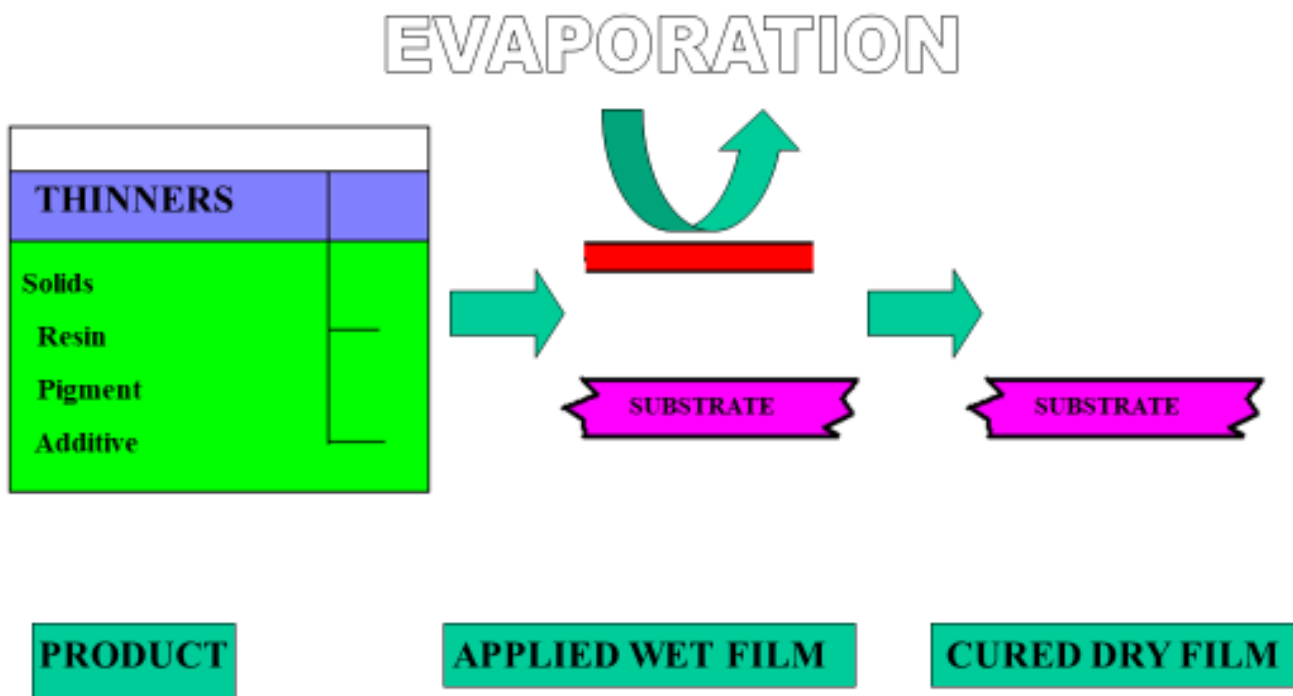 EVAPORATION
THINNERS
Solids
Resin
Pigment
Additive
SUBSTRATE
SUBSTRATE
PRODUCT
APPLIED WET FILM
CURED DRY FILM